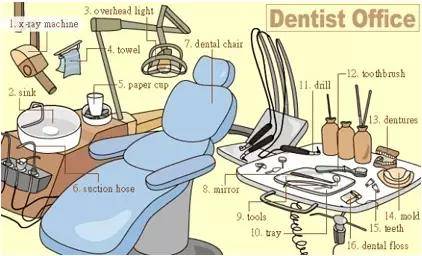 Dentist Office
1. x-ray machine
2. sink
3. overhead light
4. towel
5. paper cup
6. suction hose
7. dental chair
8. mirror
9. tools
10. tray
11. drill
12. toothbrush
13. dentures
14. mold
15. teeth
16. dental floss